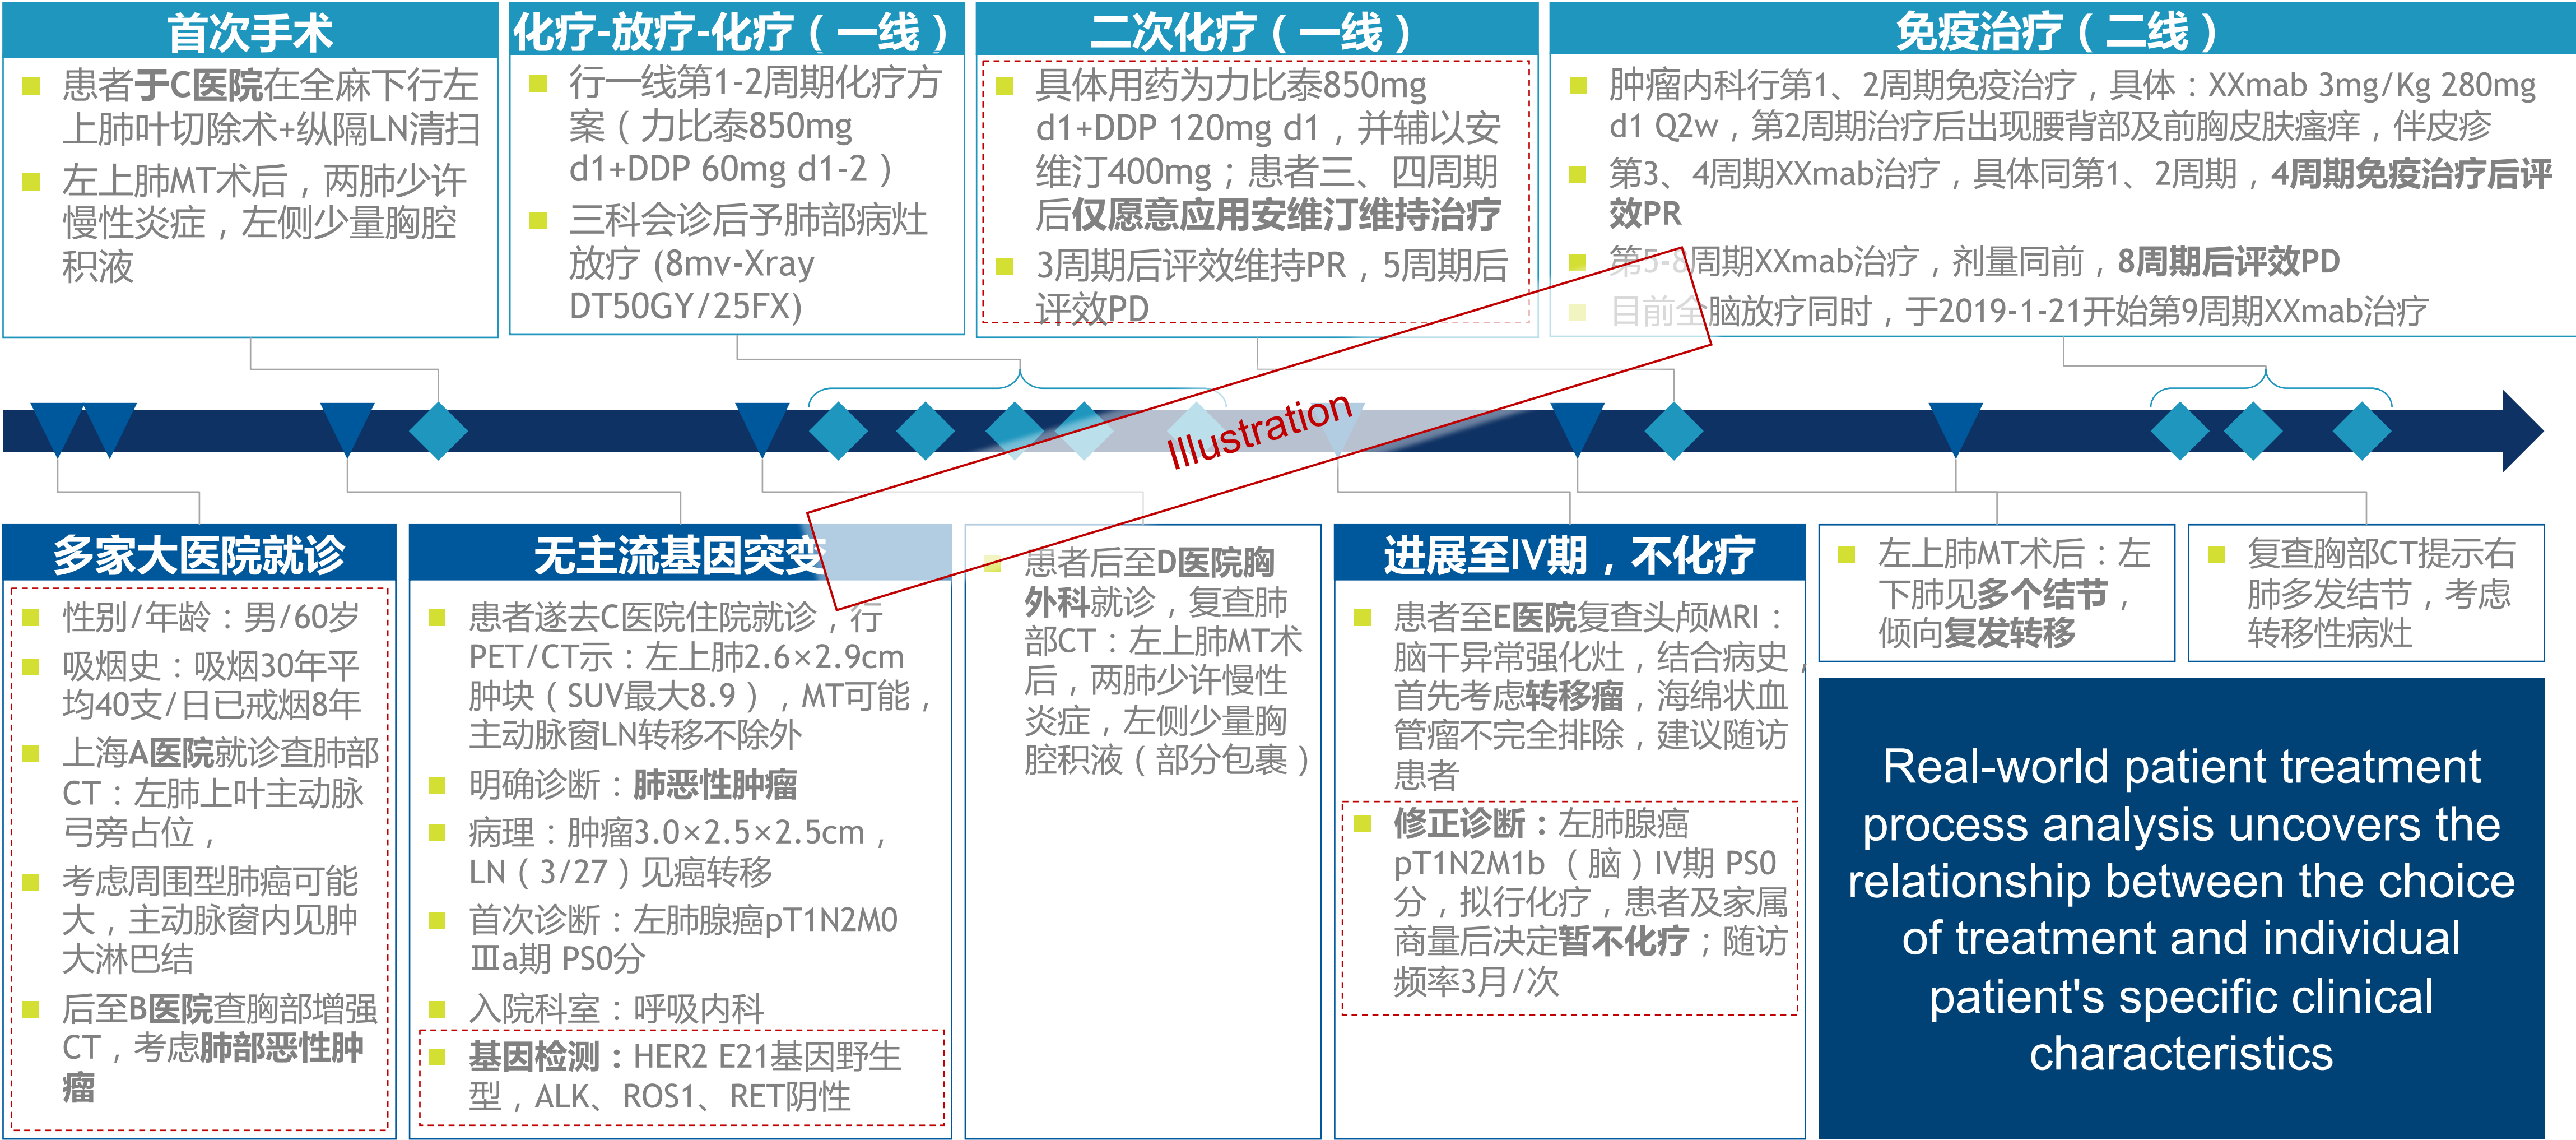 首次手术
患者于C医院在全麻下行左
上肺叶切除术+纵隔LN清扫
左上肺MT术后，两肺少许
慢性炎症，左侧少量胸腔
积液
化疗-放疗-化疗（一线）
行一线第1-2周期化疗方
案（力比泰850mg
d1+DDP 60mg d1-2）
三科会诊后予肺部病灶
放疗 (8mv-Xray
DT50GY/25FX)
二次化疗（一线）
具体用药为力比泰850mg
d1+DDP 120mg d1，并辅以安
维汀400mg；患者三、四周期
后仅愿意应用安维汀维持治疗
3周期后评效维持PR，5周期后
评效PD
免疫治疗（二线）
肿瘤内科行第1、2周期免疫治疗，具体：XXmab 3mg/Kg 280mg
d1 Q2w，第2周期治疗后出现腰背部及前胸皮肤瘙痒，伴皮疹
第3、4周期XXmab治疗，具体同第1、2周期，4周期免疫治疗后评
效PR
第5-8周期XXmab治疗，剂量同前，8周期后评效PD
目前全脑放疗同时，于2019-1-21开始第9周期XXmab治疗
Illustration
多家大医院就诊
性别/年龄：男/60岁
吸烟史：吸烟30年平
均40支/日已戒烟8年
上海A医院就诊查肺部
CT：左肺上叶主动脉
弓旁占位，
考虑周围型肺癌可能
大，主动脉窗内见肿
大淋巴结
后至B医院查胸部增强
CT，考虑肺部恶性肿
瘤
无主流基因突变
患者遂去C医院住院就诊，行
PET/CT示：左上肺2.6×2.9cm
肿块（SUV最大8.9），MT可能，
主动脉窗LN转移不除外
明确诊断：肺恶性肿瘤
病理：肿瘤3.0×2.5×2.5cm，
LN（3/27）见癌转移
首次诊断：左肺腺癌pT1N2M0
Ⅲa期 PS0分
入院科室：呼吸内科
基因检测：HER2 E21基因野生
型，ALK、ROS1、RET阴性
患者后至D医院胸
外科就诊，复查肺
部CT：左上肺MT术
后，两肺少许慢性
炎症，左侧少量胸
腔积液（部分包裹）
进展至IV期，不化疗
患者至E医院复查头颅MRI：
脑干异常强化灶，结合病史，
首先考虑转移瘤，海绵状血
管瘤不完全排除，建议随访
患者
修正诊断：左肺腺癌
pT1N2M1b （脑）IV期 PS0
分，拟行化疗，患者及家属
商量后决定暂不化疗；随访
频率3月/次
左上肺MT术后：左
下肺见多个结节，
倾向复发转移
复查胸部CT提示右
肺多发结节，考虑
转移性病灶
Real-world patient treatment
process analysis uncovers the
relationship between the choice
of treatment and individual
patient's specific clinical
characteristics